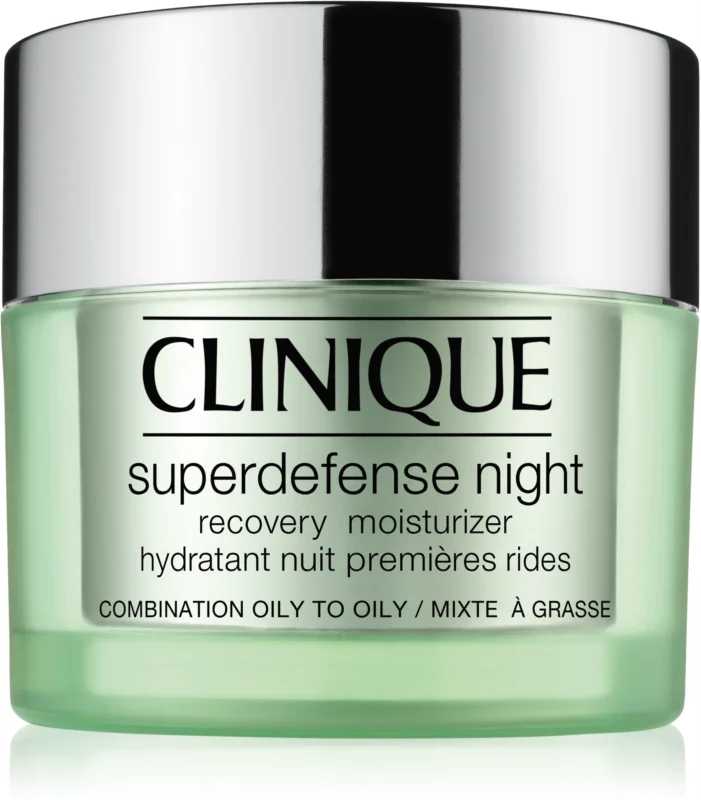 CLINIQUE
superdefense night
recovery moisturizer
hydratant nuit premières rides
COMBINATION OILY TO OILY / MIXTE À GRASSE